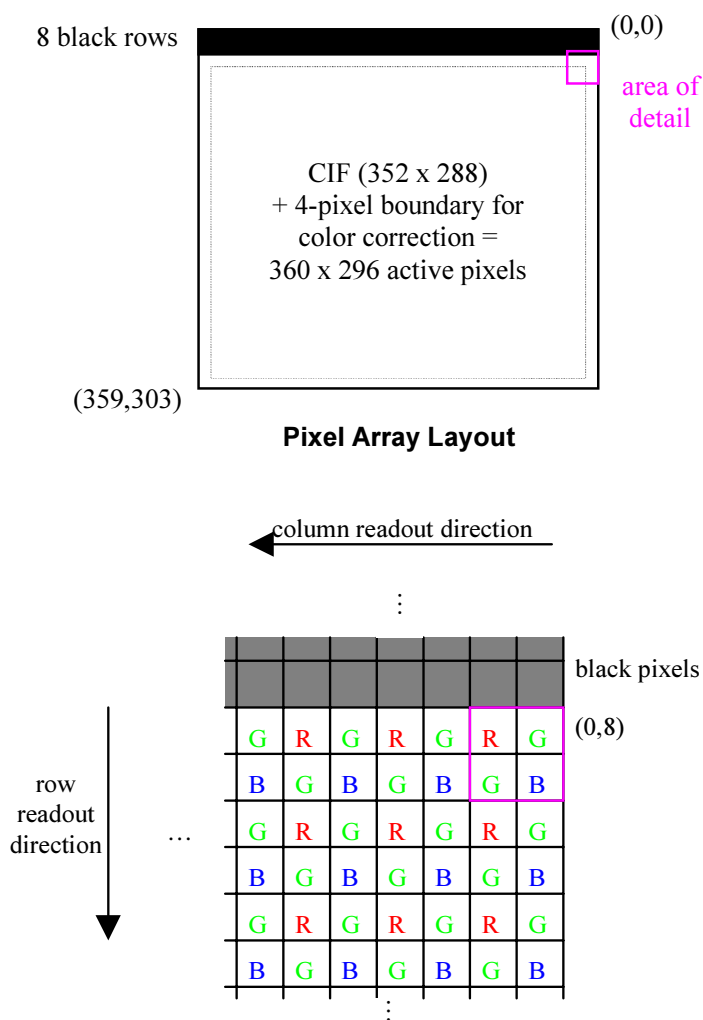 8 black rows
(0,0)
area of
detail
CIF (352 x 288)
+ 4-pixel boundary for
color correction =
360 x 296 active pixels
(359,303)
Pixel Array Layout
column readout direction
...
black pixels
(0,8)
G R G R G R G
B G B G B G B
row
readout
direction
...
G R G R G R G
B G B G B G B
G R G R G R G
B G B G B G B
...